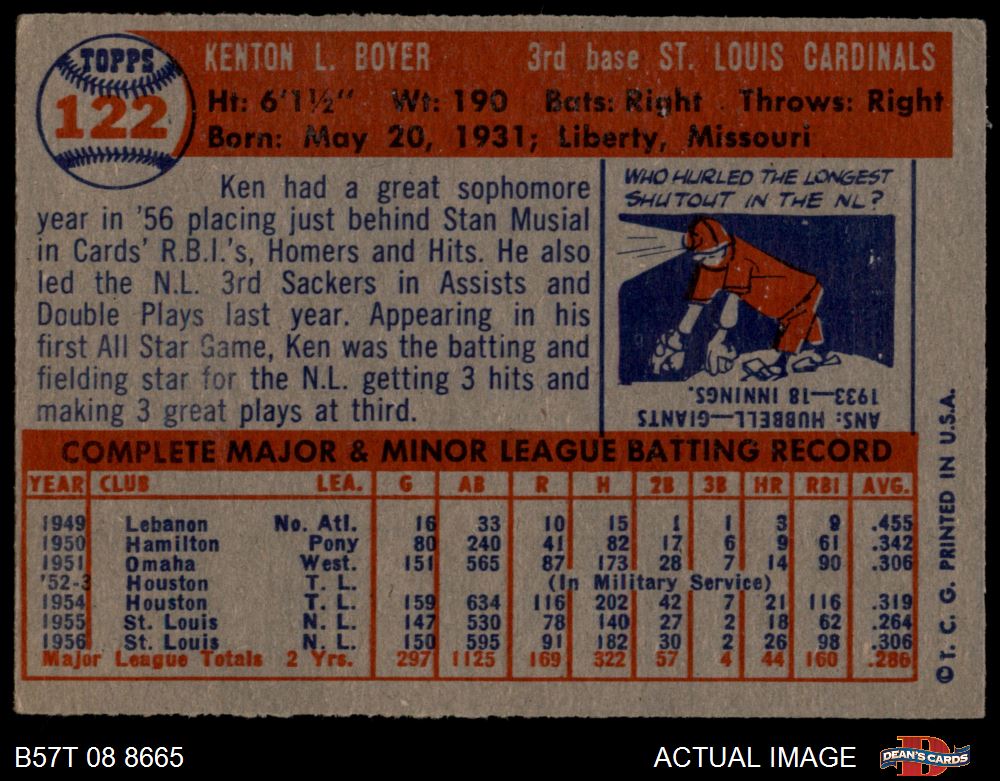 TOPPS
122
KENTON L. BOYER 3rd base ST. LOUIS CARDINALS
Ht: 6'1½" Wt: 190 Bats: Right Throws: Right
Born: May 20, 1931; Liberty, Missouri
Ken had a great sophomore
year in '56 placing just behind Stan Musial
in Cards' R.B.I.'s, Homers and Hits. He also
led the N.L. 3rd Sackers in Assists and
Double Plays last year. Appearing in his
first All Star Game, Ken was the batting and
fielding star for the N.L. getting 3 hits and
making 3 great plays at third.
WHO HURLED THE LONGEST
SHUTOUT IN THE NL?
ANS: HUBBELL—GIANTS
1933—18 INNINGS.
COMPLETE MAJOR & MINOR LEAGUE BATTING RECORD
YEAR CLUB LEA. G AB R H 2B 3B HR RBI AVG.
1949 Lebanon No. Atl. 16 33 10 15 1 1 3 9 .455
1950 Hamilton Pony 80 240 41 82 17 6 9 61 .342
1951 Omaha West. 151 565 87 173 28 7 14 90 .306
'52-3 Houston T. L. (In Military Service)
1954 Houston T. L. 159 634 116 202 42 7 21 116 .319
1955 St. Louis N. L. 147 530 78 140 27 2 18 62 .264
1956 St. Louis N. L. 150 595 91 182 30 2 26 98 .306
Major League Totals 2 Yrs. 297 1125 169 322 57 4 44 160 .286
© T. C. G. PRINTED IN U.S.A.
B57T 08 8665
ACTUAL IMAGE
DEAN'S CARDS